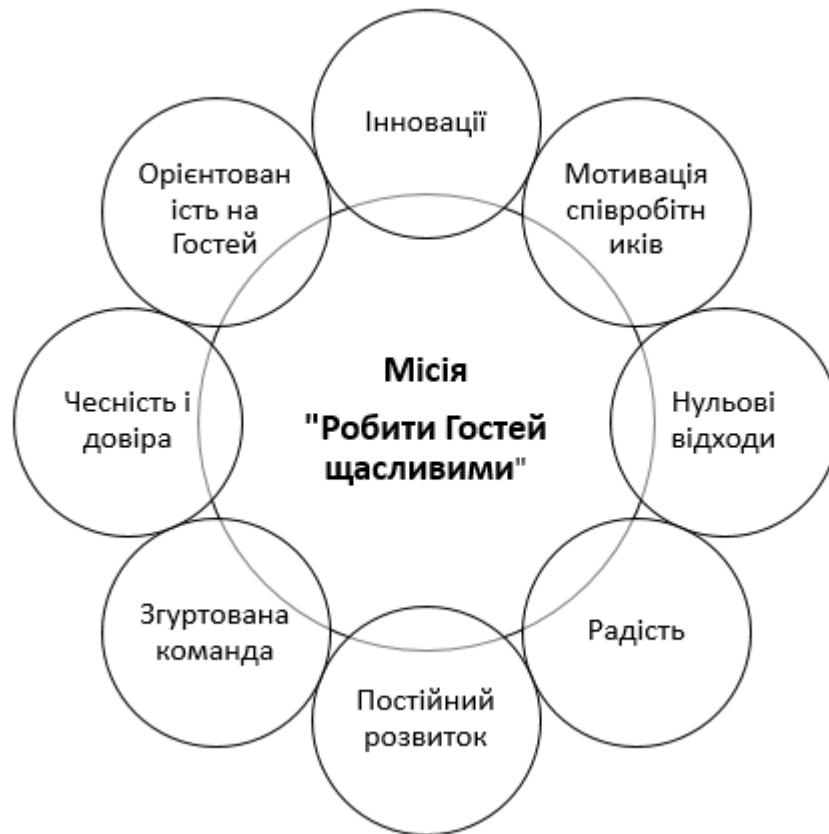 Інновації
Мотивація
співробітн
иків
Нульові
відходи
Радість
Постійний
розвиток
Згуртована
команда
Чесність і
довіра
Орієнтован
ість на
Гостей
Місія
"Робити Гостей
щасливими"